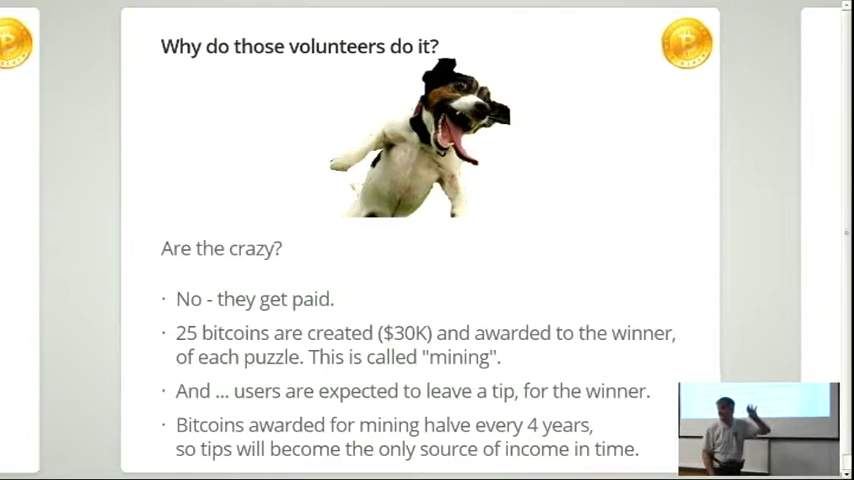 Why do those volunteers do it?
Are the crazy?
· No - they get paid.
· 25 bitcoins are created ($30K) and awarded to the winner,
of each puzzle. This is called "mining".
· And ... users are expected to leave a tip, for the winner.
· Bitcoins awarded for mining halve every 4 years,
so tips will become the only source of income in time.